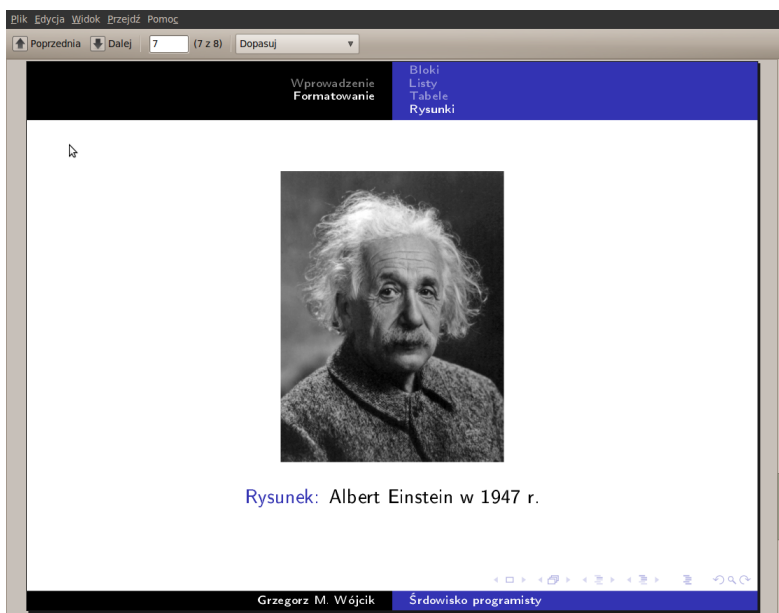 Plik Edycja Widok Przejdź Pomoc
Poprzednia Dalej 7 (7 z 8) Dopasuj
Wprowadzenie
Formatowanie
Bloki
Listy
Tabele
Rysunki
Rysunek: Albert Einstein w 1947 r.
Grzegorz M. Wójcik Śrdowisko programisty